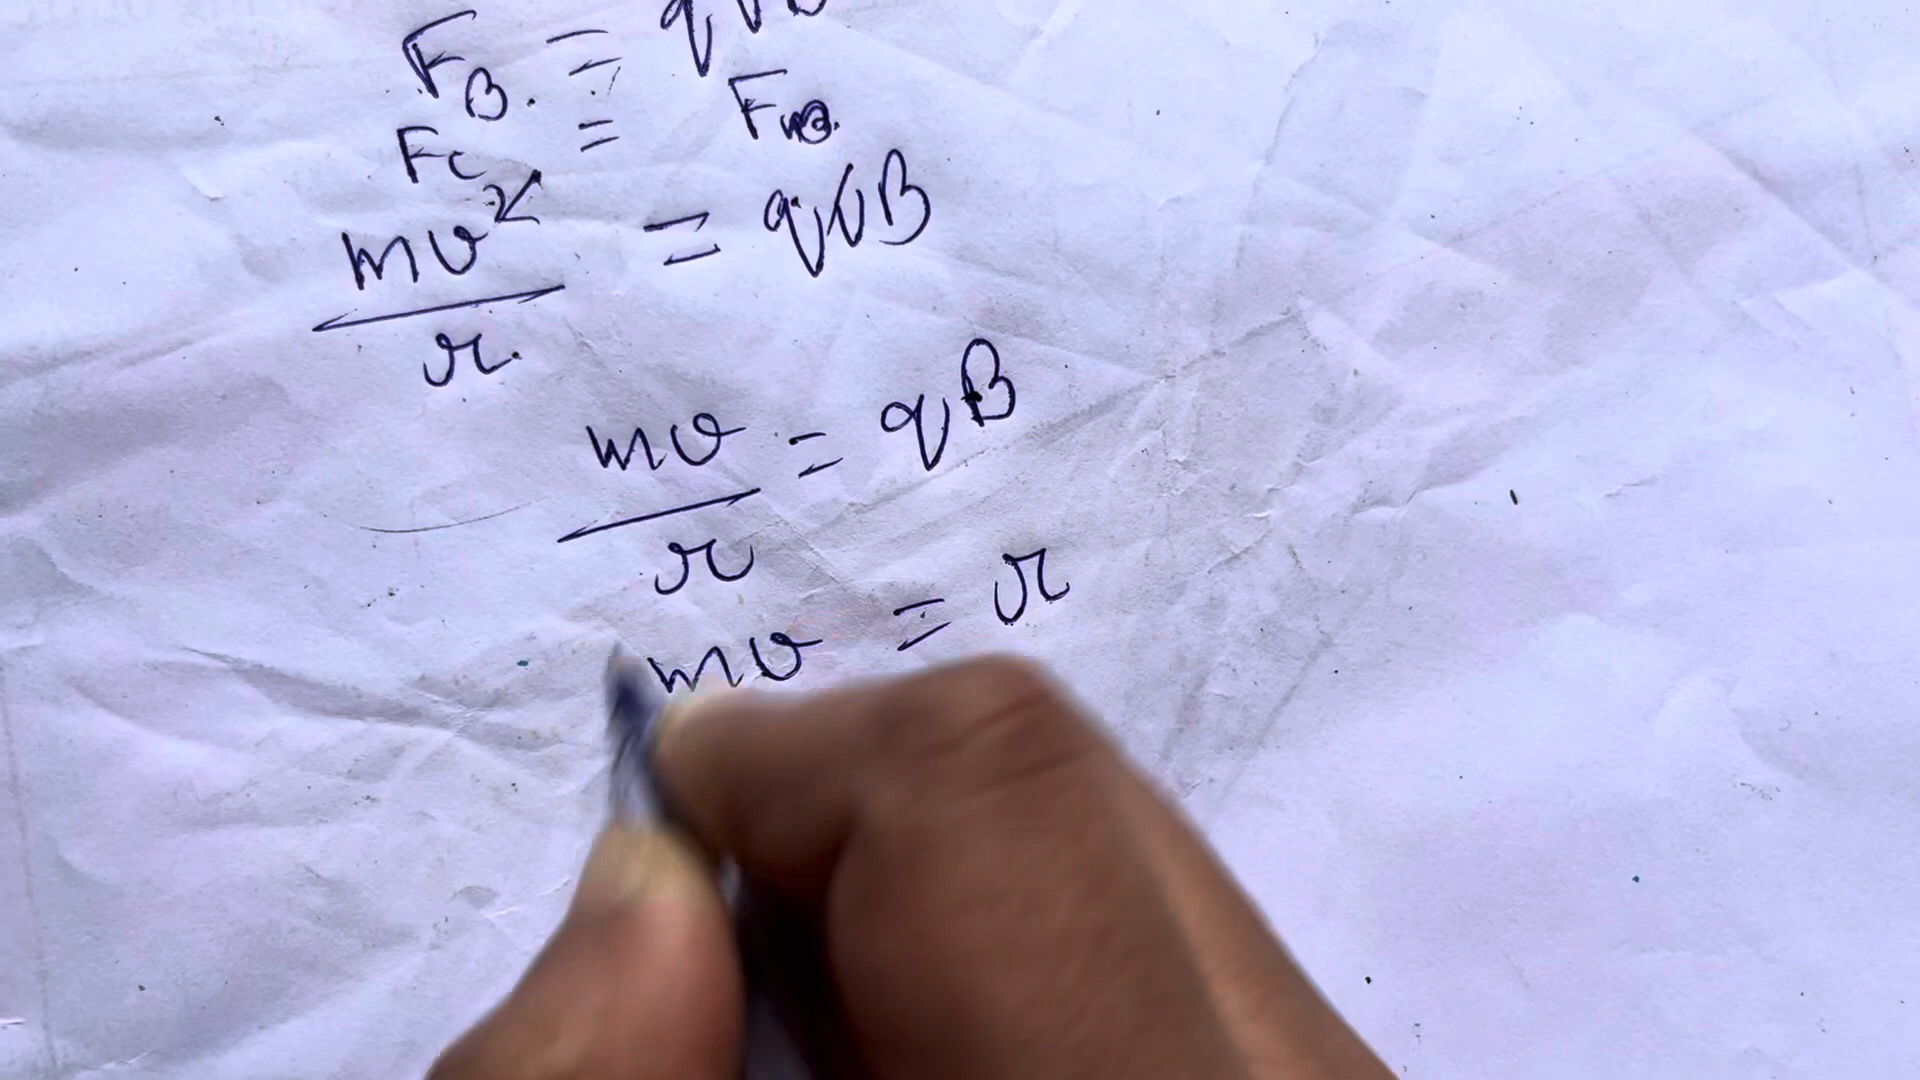 F_B = qvB
F_c = F_B
mv²/r = qvB
mv/r = qB
mv = r